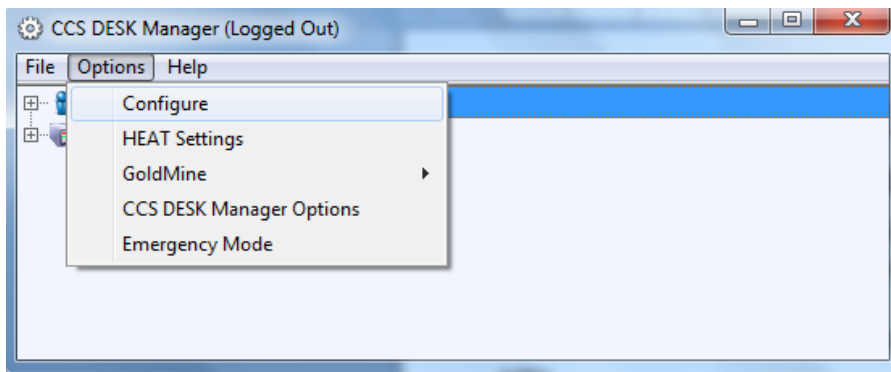 CCS DESK Manager (Logged Out)
File Options Help
Configure
HEAT Settings
GoldMine
CCS DESK Manager Options
Emergency Mode